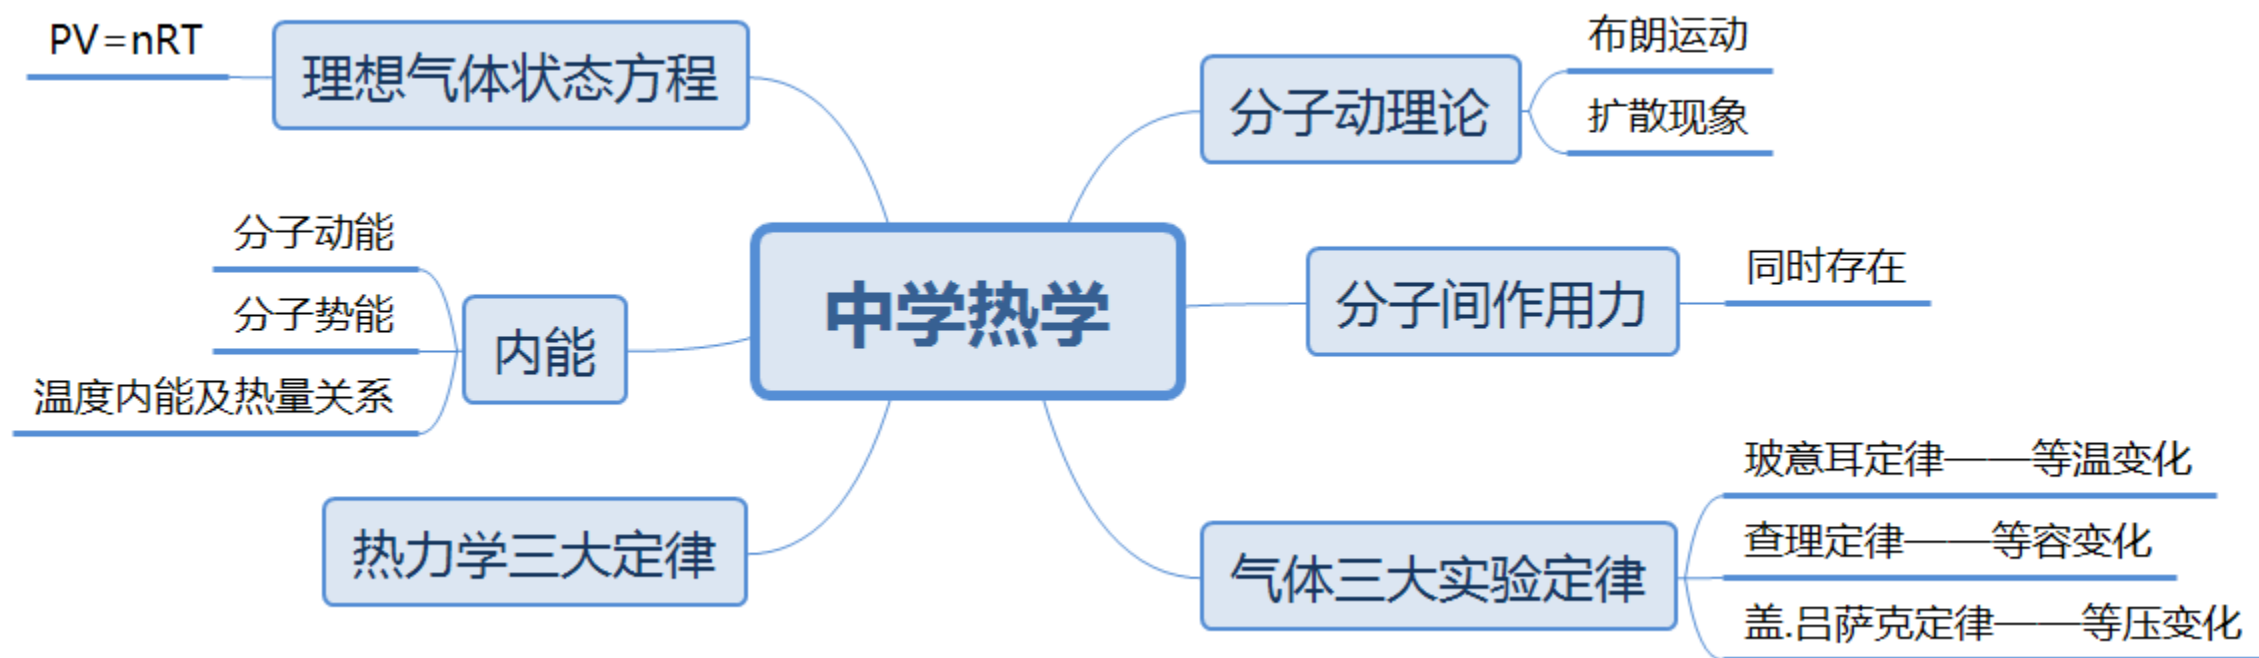 中学热学
分子动理论
布朗运动
扩散现象
分子间作用力
同时存在
气体三大实验定律
玻意耳定律——等温变化
查理定律——等容变化
盖.吕萨克定律——等压变化
理想气体状态方程
PV=nRT
内能
分子动能
分子势能
温度内能及热量关系
热力学三大定律